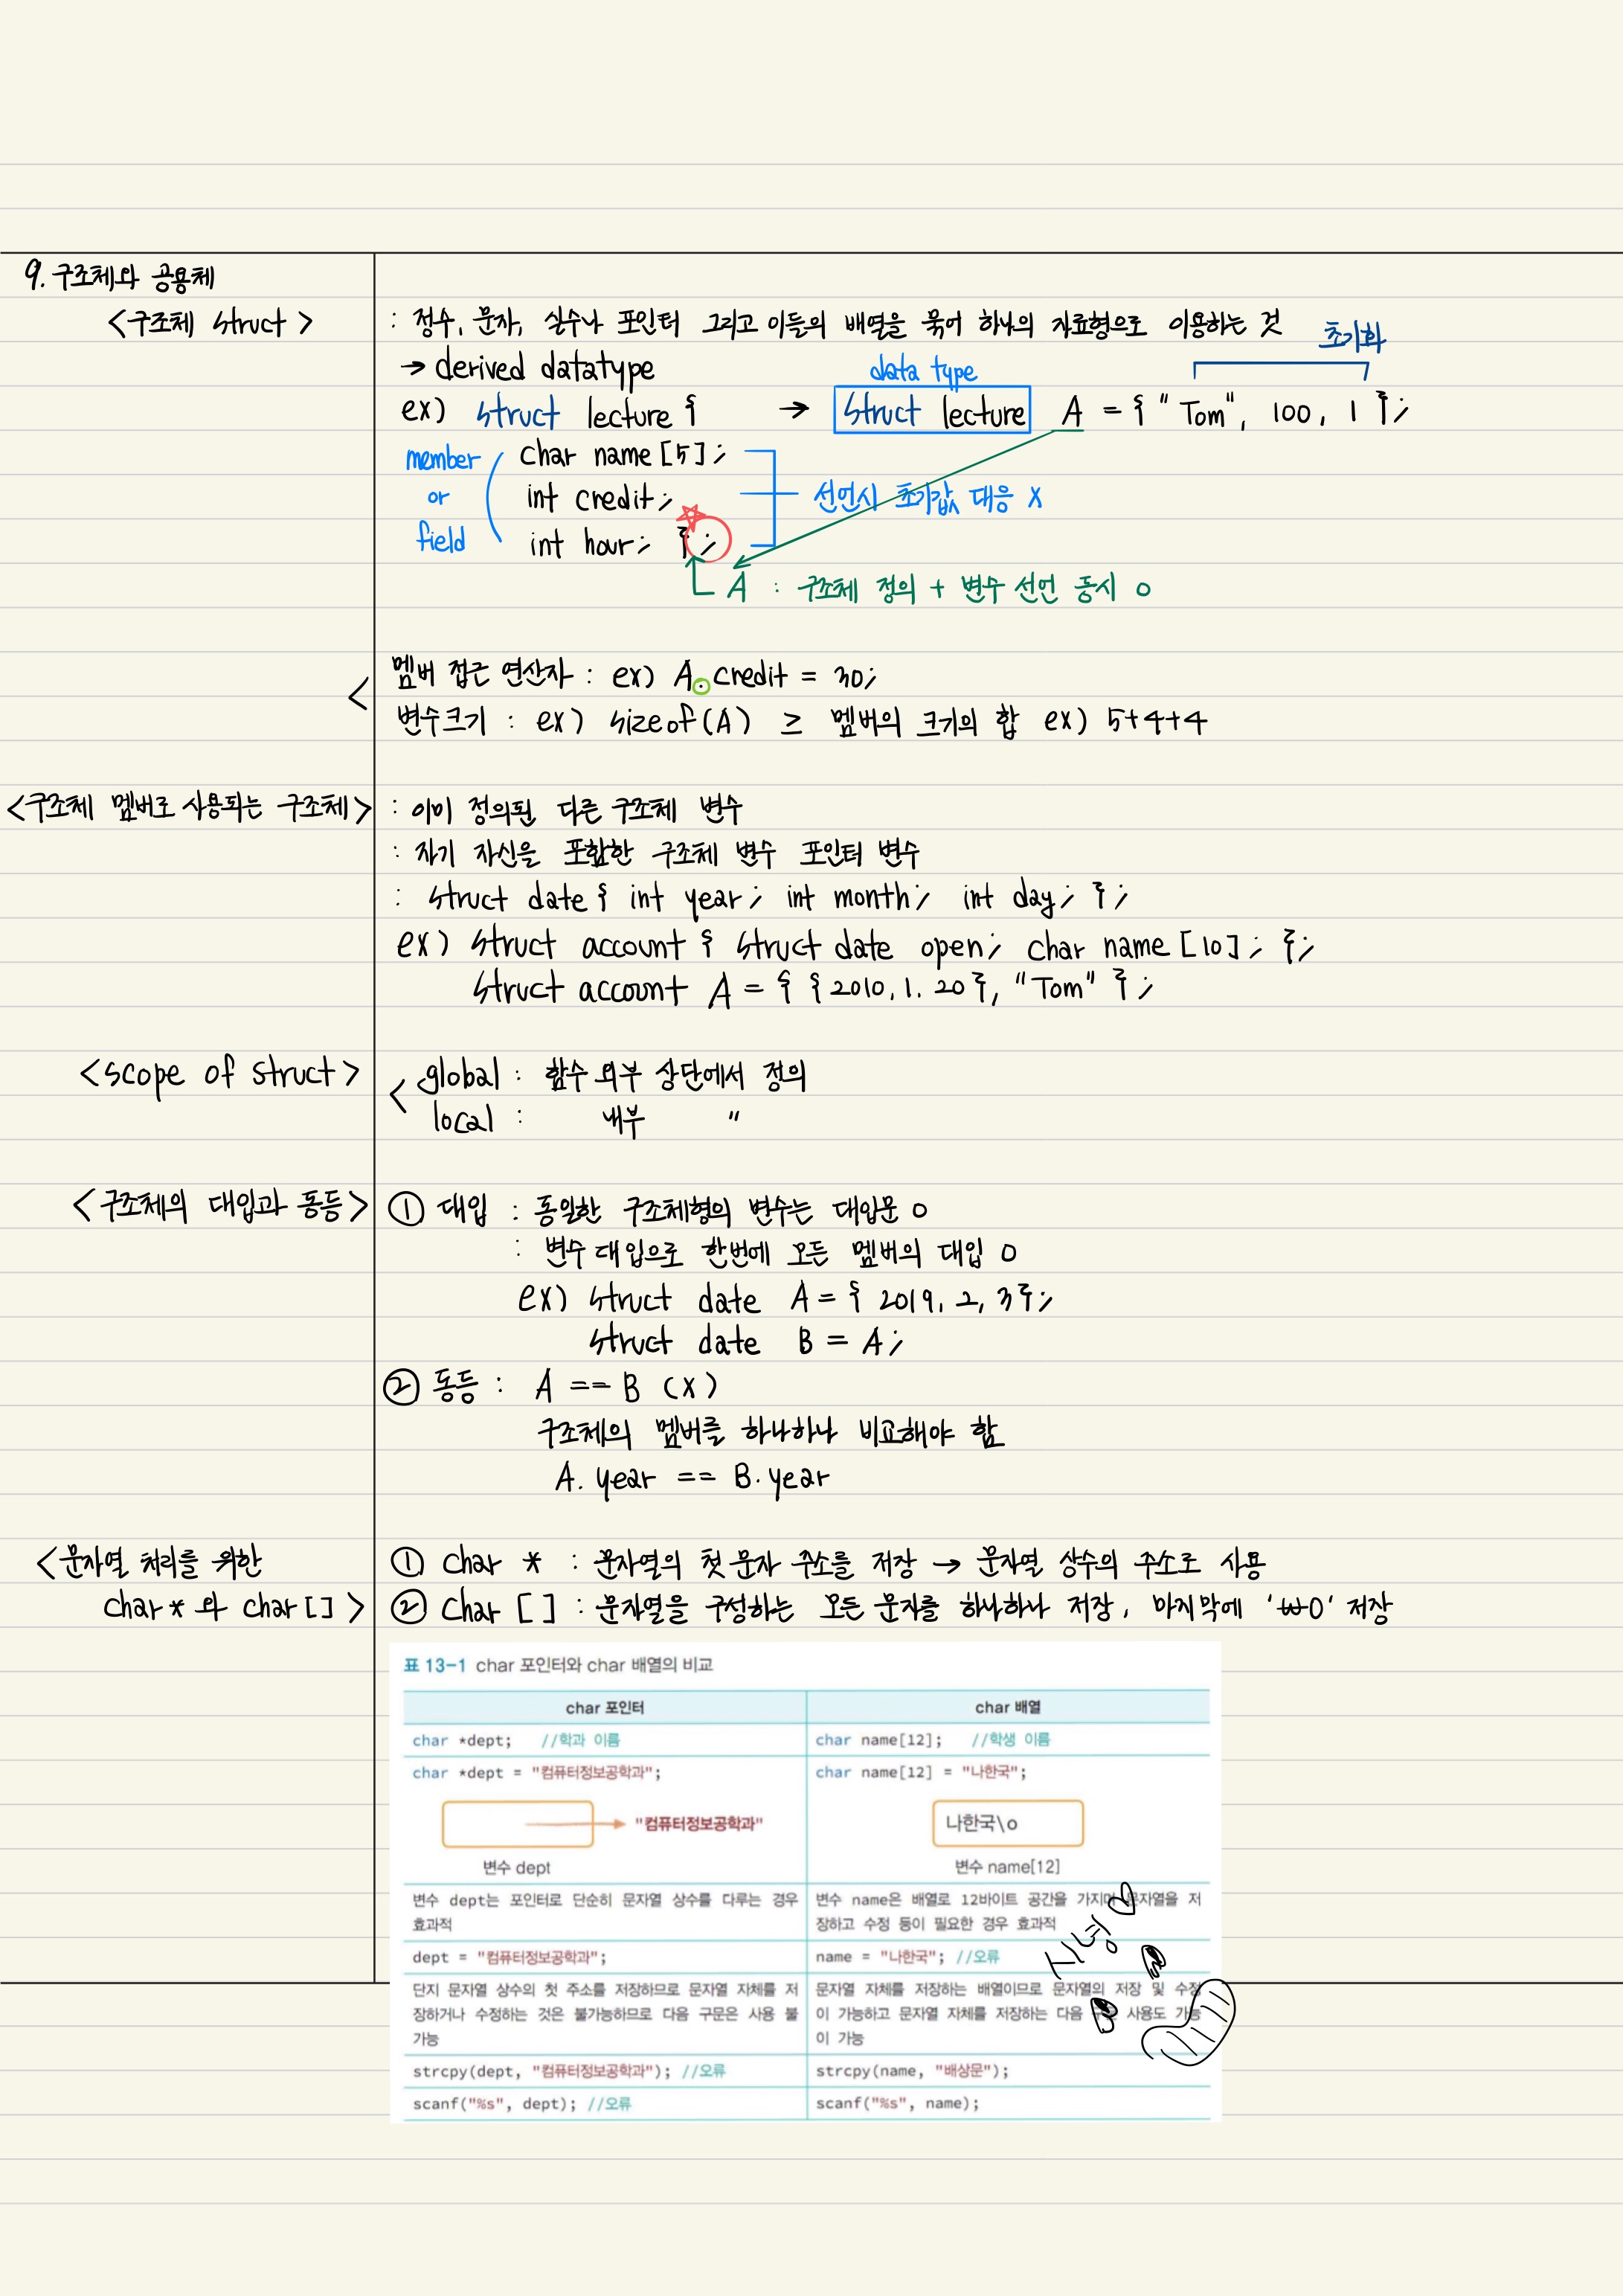 9. 구조체와 공용체
<구조체 struct>
: 정수, 문자, 실수나 포인터 그리고 이들의 배열을 묶어 하나의 자료형으로 이용하는 것
→ derived datatype
data type
초기화
ex) struct lecture { → struct lecture A = { "Tom", 100, 1 };
member or field
char name [5];
int credit;
int hour; };
선언시 초기값 대응 X
A : 구조체 정의 + 변수 선언 동시 O
< 멤버 접근 연산자 : ex) A.credit = 30;
변수크기 : ex) sizeof(A) ≥ 멤버의 크기의 합 ex) 5+4+4
<구조체 멤버로 사용되는 구조체>
: 이미 정의된 다른 구조체 변수
: 자기 자신을 포함한 구조체 변수 포인터 변수
: struct date { int year; int month; int day; };
ex) struct account { struct date open; char name [10]; };
struct account A = { {2010, 1, 20}, "Tom" };
<scope of struct>
< global : 함수 외부 상단에서 정의
local : 내부 "
<구조체의 대입과 동등>
① 대입 : 동일한 구조체형의 변수는 대입문 O
: 변수 대입으로 한번에 모든 멤버의 대입 O
ex) struct date A = { 2019, 2, 3};
struct date B = A;
② 동등 : A == B (X)
구조체의 멤버를 하나하나 비교해야 함
A.year == B.year
<문자열 처리를 위한
char* 와 char[]>
① char * : 문자열의 첫 문자 주소를 저장 → 문자열 상수의 주소로 사용
② char [] : 문자열을 구성하는 모든 문자를 하나하나 저장, 마지막에 '₩0' 저장
표 13-1 char 포인터와 char 배열의 비교
char 포인터
char 배열
char *dept; //학과 이름
char name[12]; //학생 이름
char *dept = "컴퓨터정보공학과";
char name[12] = "나한국";
"컴퓨터정보공학과"
나한국\o
변수 dept
변수 name[12]
변수 dept는 포인터로 단순히 문자열 상수를 다루는 경우
효과적
변수 name은 배열로 12바이트 공간을 가지며 문자열을 저
장하고 수정 등이 필요한 경우 효과적
dept = "컴퓨터정보공학과";
name = "나한국"; //오류
단지 문자열 상수의 첫 주소를 저장하므로 문자열 자체를 저
장하거나 수정하는 것은 불가능하므로 다음 구문은 사용 불
가능
문자열 자체를 저장하는 배열이므로 문자열의 저장 및 수정
이 가능하고 문자열 자체를 저장하는 다음 구문 사용도 가능
이 가능
strcpy(dept, "컴퓨터정보공학과"); //오류
strcpy(name, "배상문");
scanf("%s", dept); //오류
scanf("%s", name);